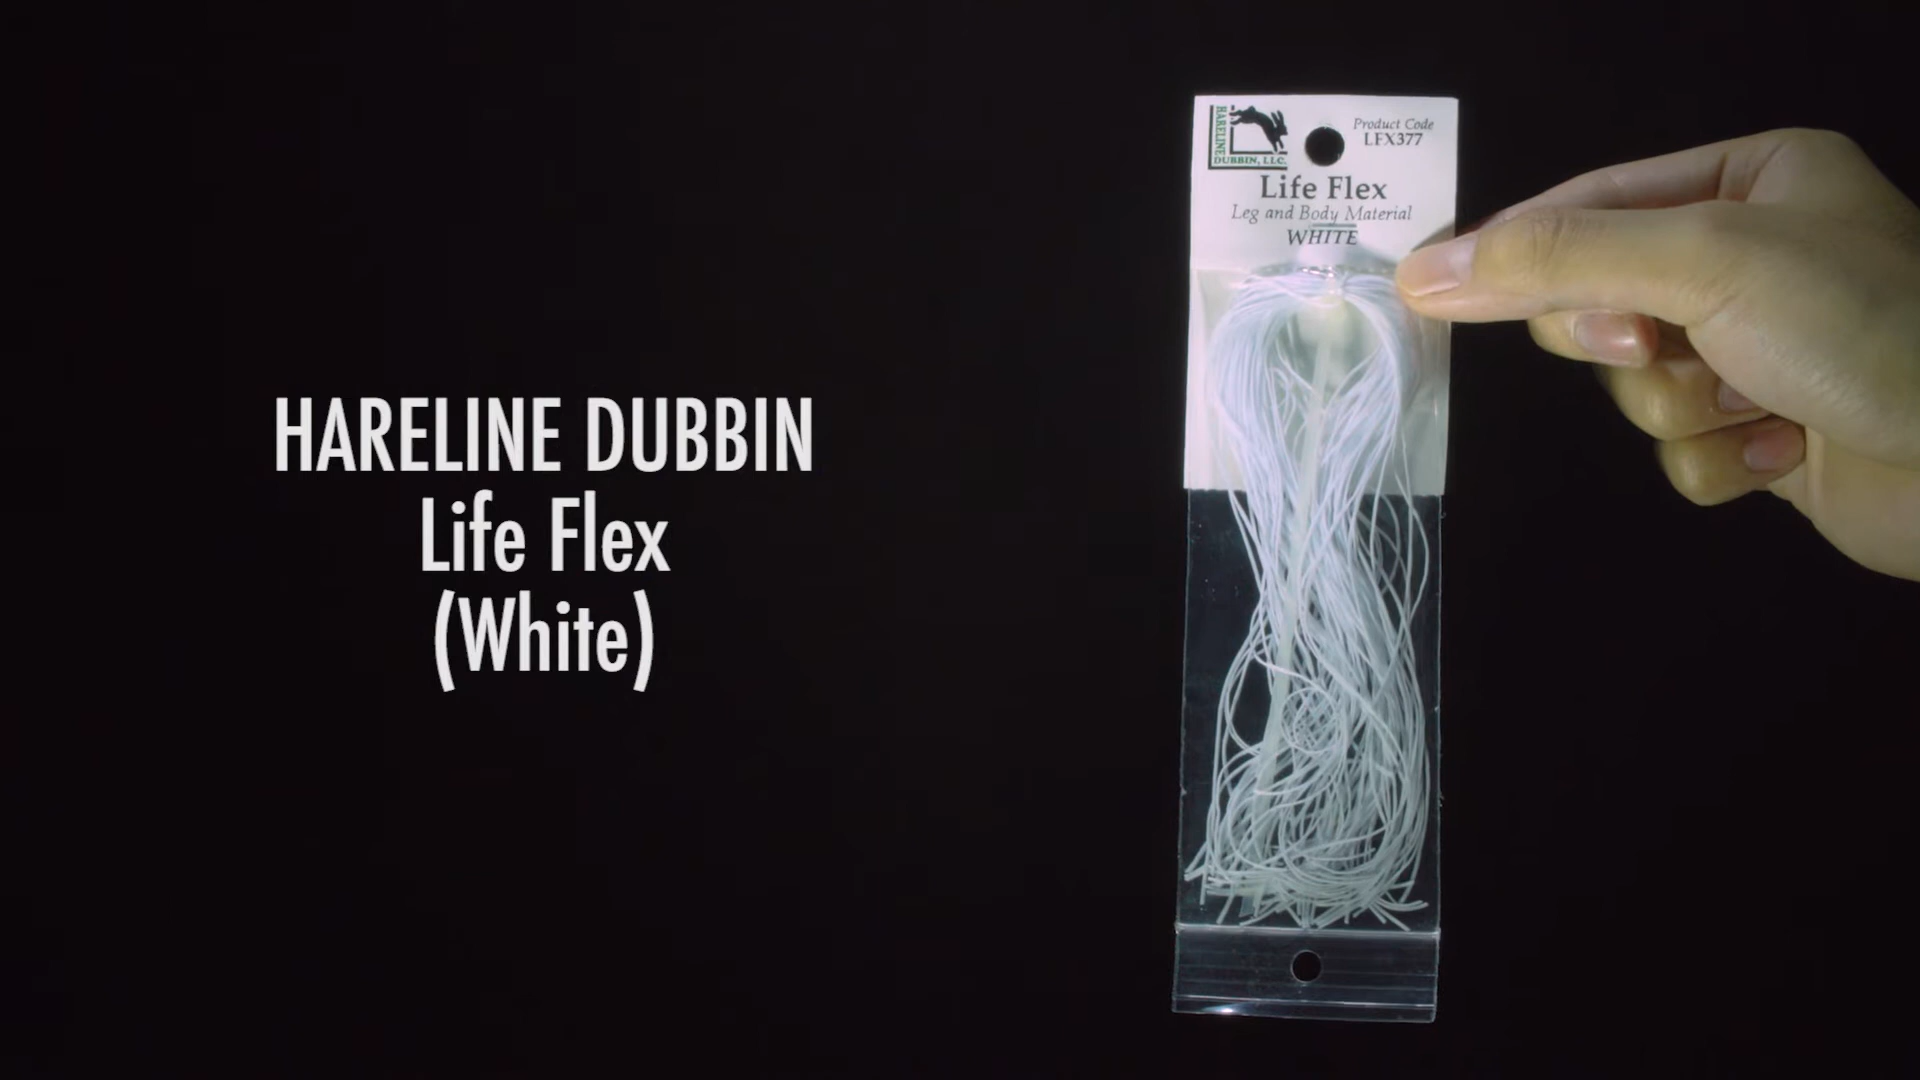 HARELINE DUBBIN
Life Flex
(White)
HARELINE
DUBBIN, LLC.
Product Code
LFX377
Life Flex
Leg and Body Material
WHITE